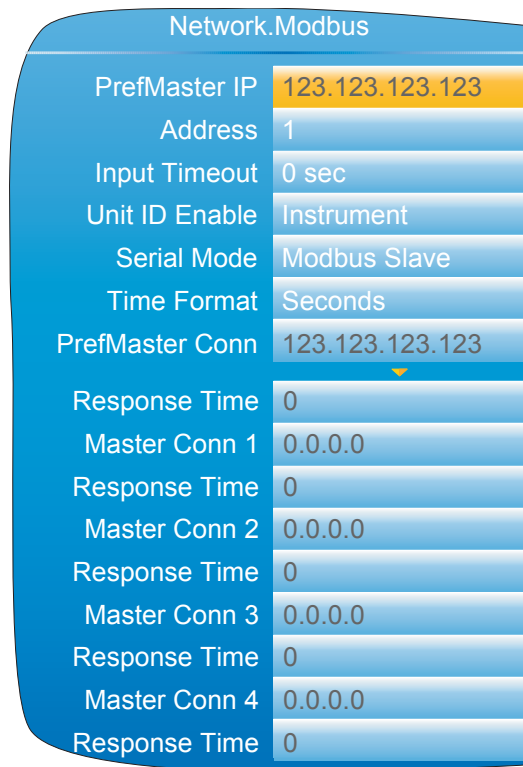 Network.Modbus
PrefMaster IP 123.123.123.123
Address 1
Input Timeout 0 sec
Unit ID Enable Instrument
Serial Mode Modbus Slave
Time Format Seconds
PrefMaster Conn 123.123.123.123
Response Time 0
Master Conn 1 0.0.0.0
Response Time 0
Master Conn 2 0.0.0.0
Response Time 0
Master Conn 3 0.0.0.0
Response Time 0
Master Conn 4 0.0.0.0
Response Time 0